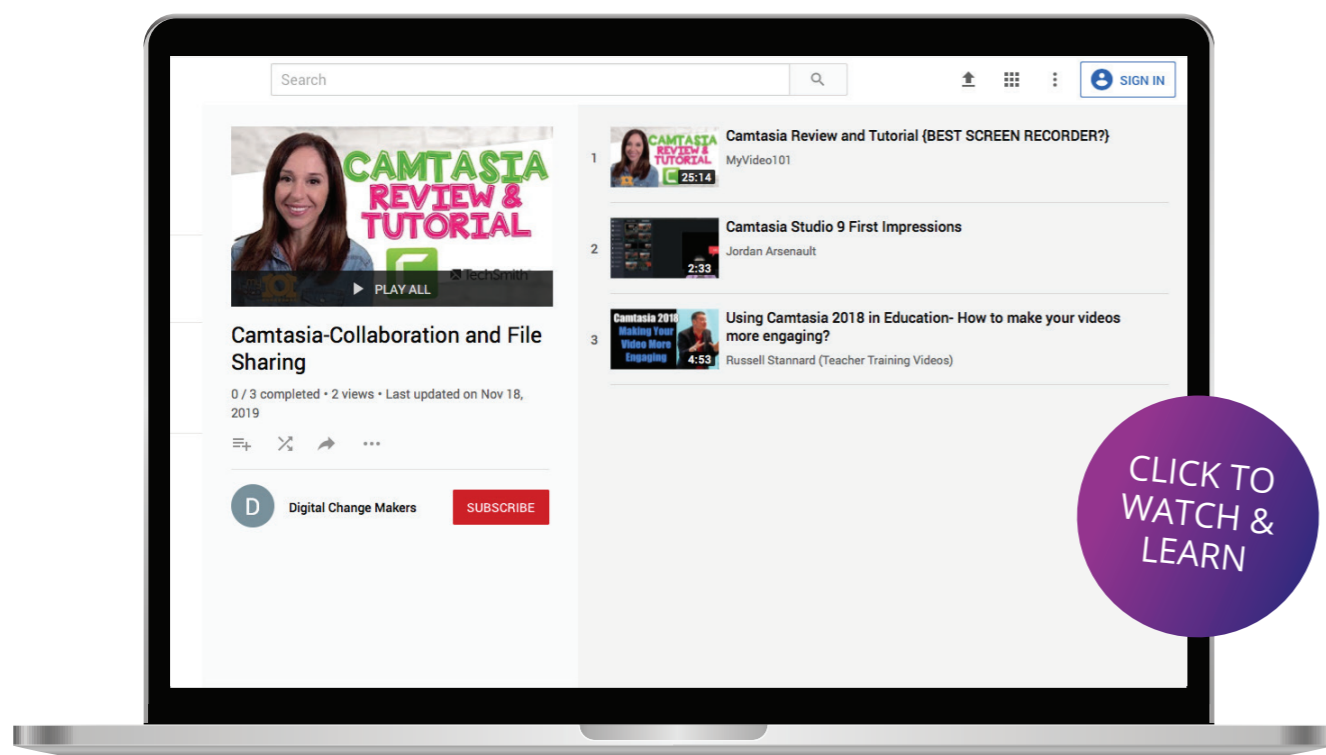 Search
SIGN IN
CAMTASIA
REVIEW &
TUTORIAL
TechSmith
PLAY ALL
Camtasia-Collaboration and File
Sharing
0 / 3 completed • 2 views • Last updated on Nov 18,
2019
D
Digital Change Makers
SUBSCRIBE
1
CAMTASIA
REVIEW &
TUTORIAL
25:14
Camtasia Review and Tutorial {BEST SCREEN RECORDER?}
MyVideo101
2
2:33
Camtasia Studio 9 First Impressions
Jordan Arsenault
3
Camtasia 2018
Making Your
Video More
Engaging
4:53
Using Camtasia 2018 in Education- How to make your videos
more engaging?
Russell Stannard (Teacher Training Videos)
CLICK TO
WATCH &
LEARN